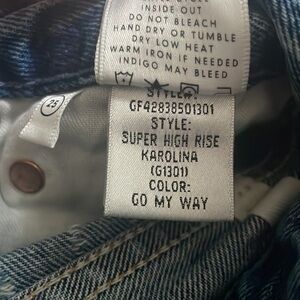 INSIDE OUT
DO NOT BLEACH
HAND DRY OR TUMBLE
DRY LOW HEAT
WARM IRON IF NEEDED
INDIGO MAY BLEED
25
STYLE#:
GF42838501301
STYLE:
SUPER HIGH RISE
KAROLINA
(G1301)
COLOR:
GO MY WAY